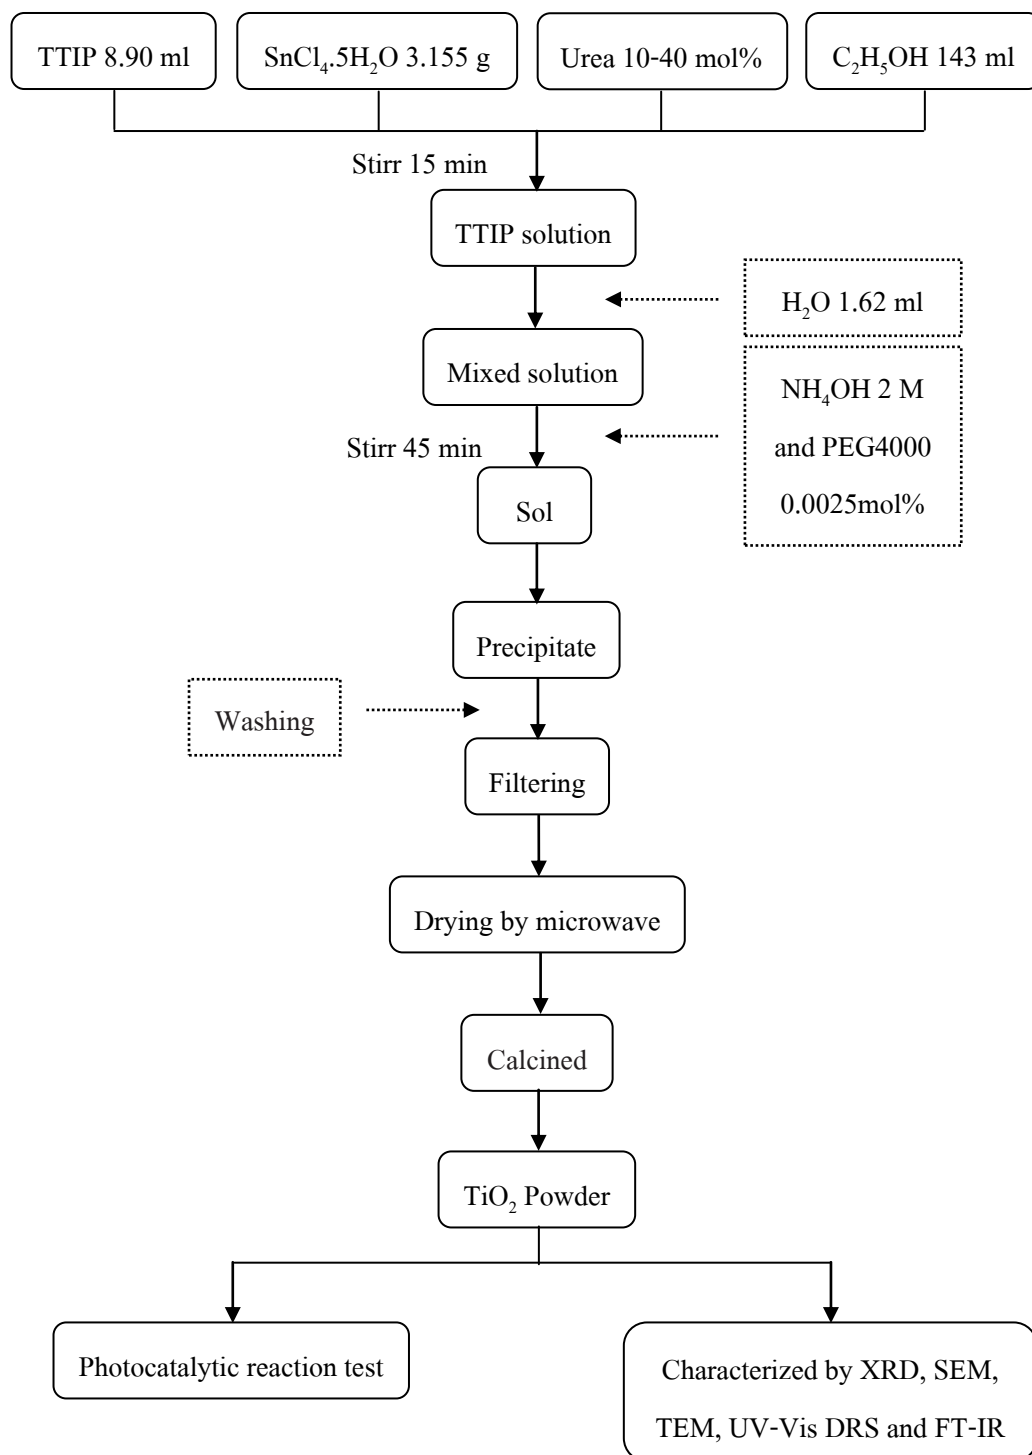 TTIP 8.90 ml
SnCl₄.5H₂O 3.155 g
Urea 10-40 mol%
C₂H₅OH 143 ml
Stirr 15 min
TTIP solution
H₂O 1.62 ml
Mixed solution
NH₄OH 2 M
and PEG4000
0.0025mol%
Stirr 45 min
Sol
Precipitate
Washing
Filtering
Drying by microwave
Calcined
TiO₂ Powder
Photocatalytic reaction test
Characterized by XRD, SEM,
TEM, UV-Vis DRS and FT-IR